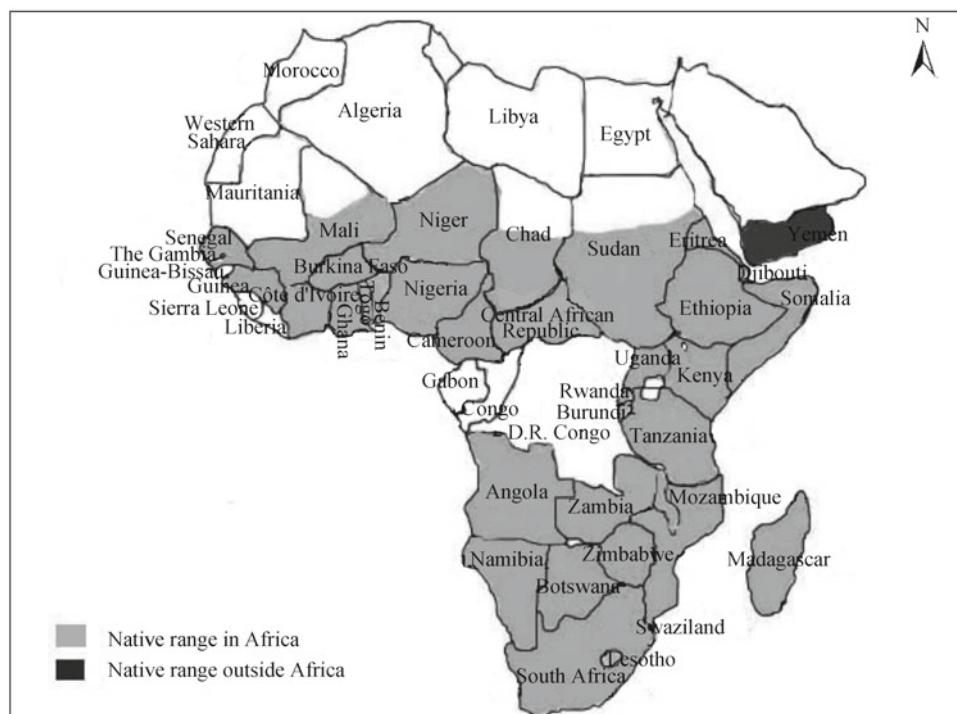 N
Morocco
Algeria
Libya
Egypt
Western
Sahara
Mauritania
Mali
Niger
Chad
Sudan
Eritrea
Yemen
Senegal
The Gambia
Guinea-Bissau
Guinea
Sierra Leone
Liberia
Côte d'Ivoire
Burkina Faso
Ghana
Togo
Benin
Nigeria
Cameroon
Central African
Republic
Djibouti
Ethiopia
Somalia
Uganda
Kenya
Gabon
Congo
Rwanda
Burundi
D.R. Congo
Tanzania
Angola
Zambia
Mozambique
Namibia
Zimbabwe
Botswana
Madagascar
Swaziland
Lesotho
South Africa
Native range in Africa
Native range outside Africa